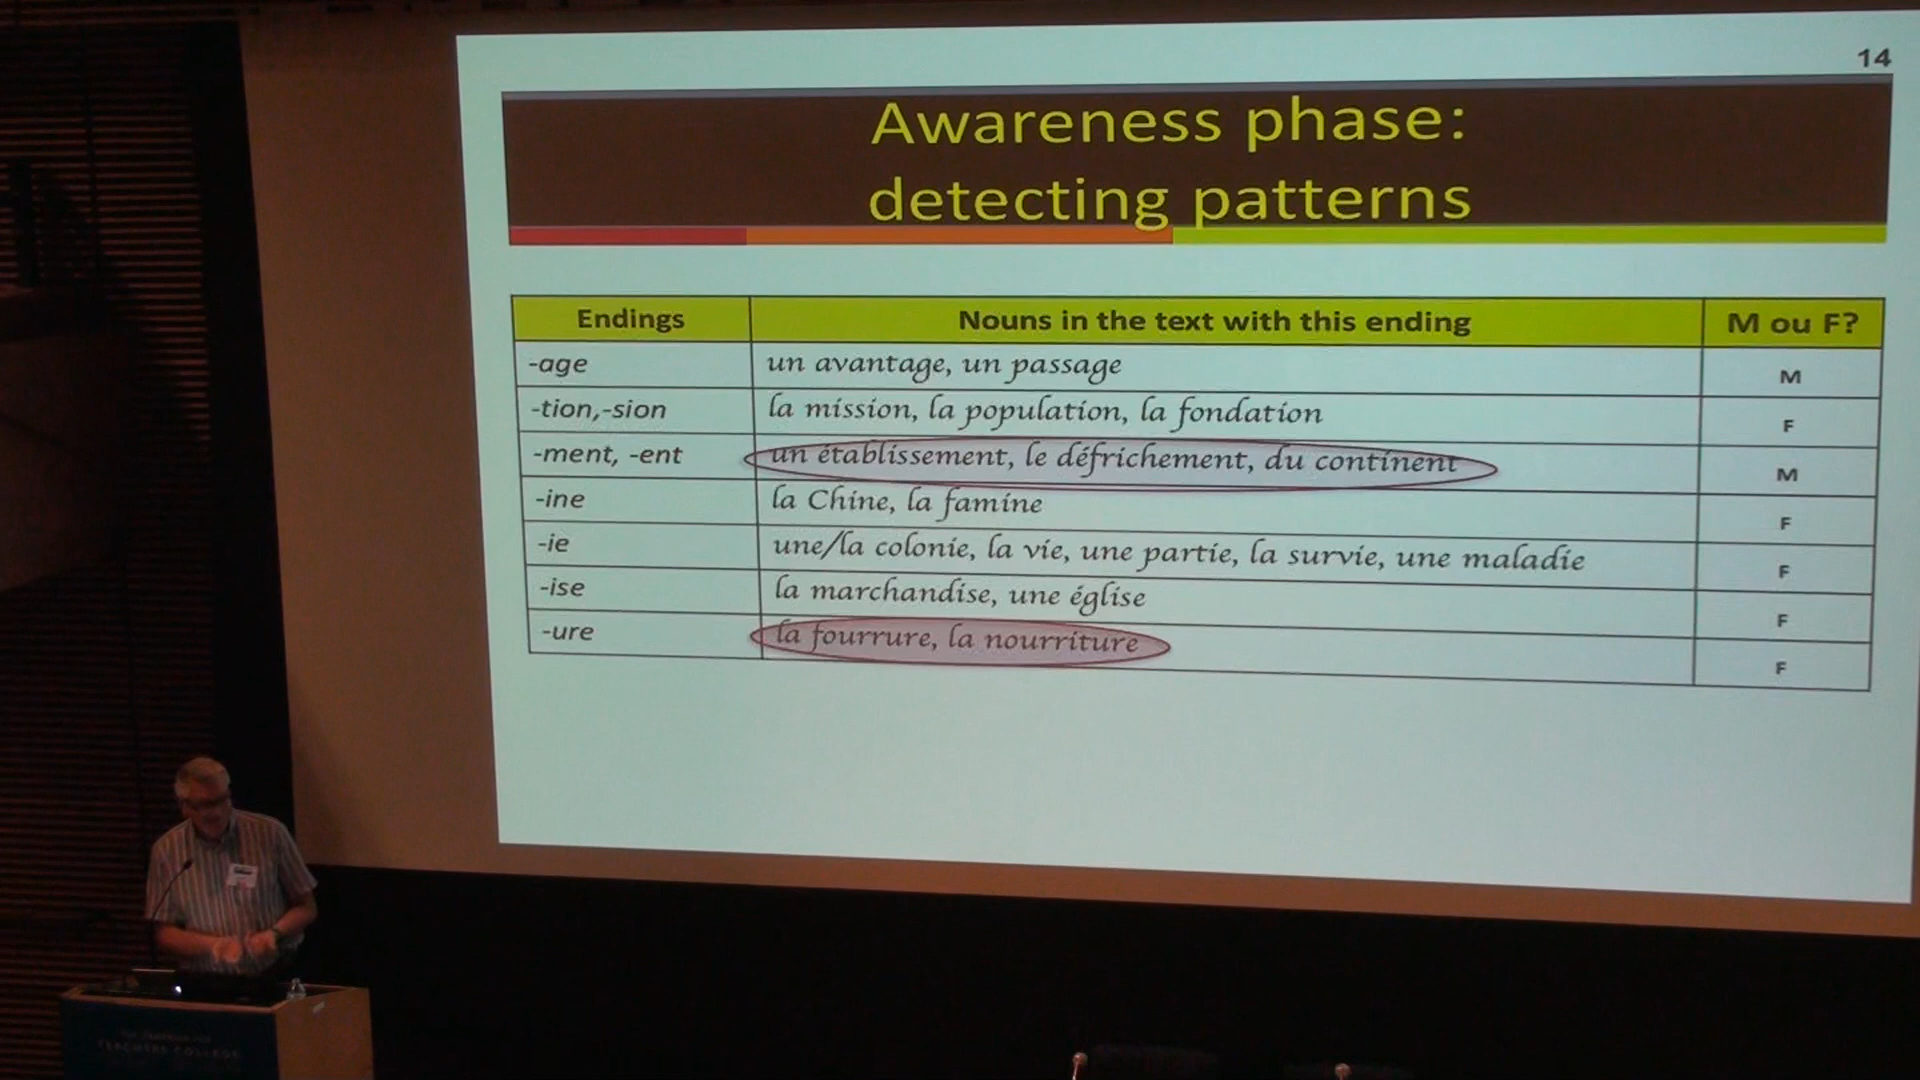 14
Awareness phase:
detecting patterns
Endings Nouns in the text with this ending M ou F?
-age un avantage, un passage M
-tion,-sion la mission, la population, la fondation F
-ment, -ent un établissement, le défrichement, du continent M
-ine la Chine, la famine F
-ie une/la colonie, la vie, une partie, la survie, une maladie F
-ise la marchandise, une église F
-ure la fourrure, la nourriture F
TEACHERS COLLEGE